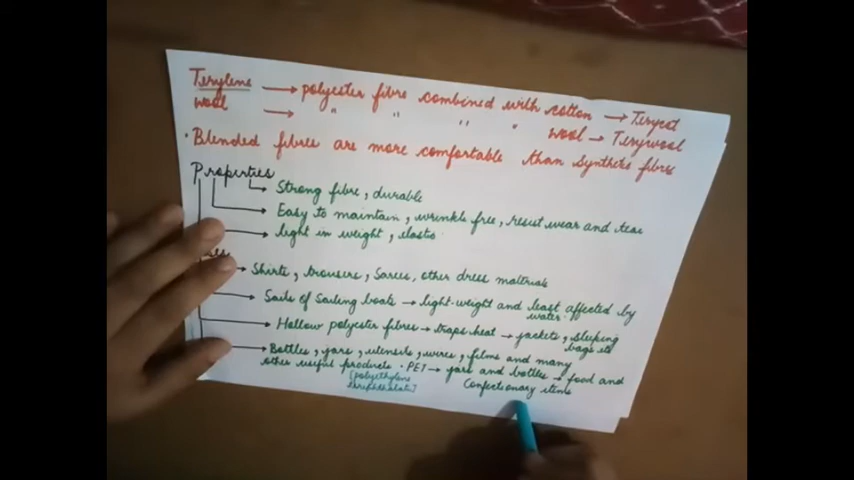 Terylene → polyester fibre combined with cotton → Terycot
wool → " " " " wool → Terywool
• Blended fibres are more comfortable than synthetic fibre
Properties
→ Strong fibre, durable
→ Easy to maintain, wrinkle free, resist wear and tear
→ light in weight, elastic
→ Shirts, trousers, Sarees, other dress materials
→ Sails of Sailing boats → light-weight and least affected by water.
→ Hollow polyester fibres → traps heat → jackets, sleeping bags etc
→ Bottles, jars, utensils, wires, films and many
other useful products • PET → jars and bottles → food and
(polyethylene
Confectionary items